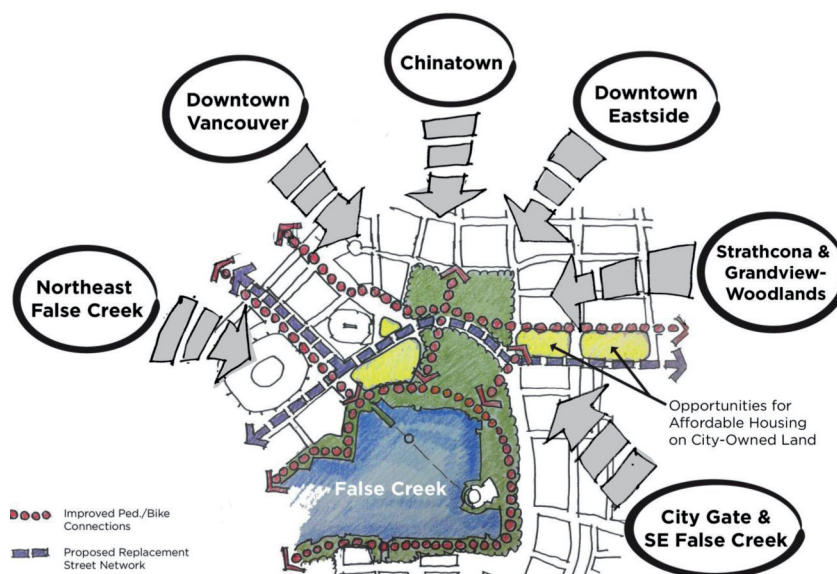 Chinatown
Downtown
Vancouver
Downtown
Eastside
Strathcona &
Grandview-
Woodlands
Northeast
False Creek
Opportunities for
Affordable Housing
on City-Owned Land
False Creek
City Gate &
SE False Creek
Improved Ped./Bike
Connections
Proposed Replacement
Street Network